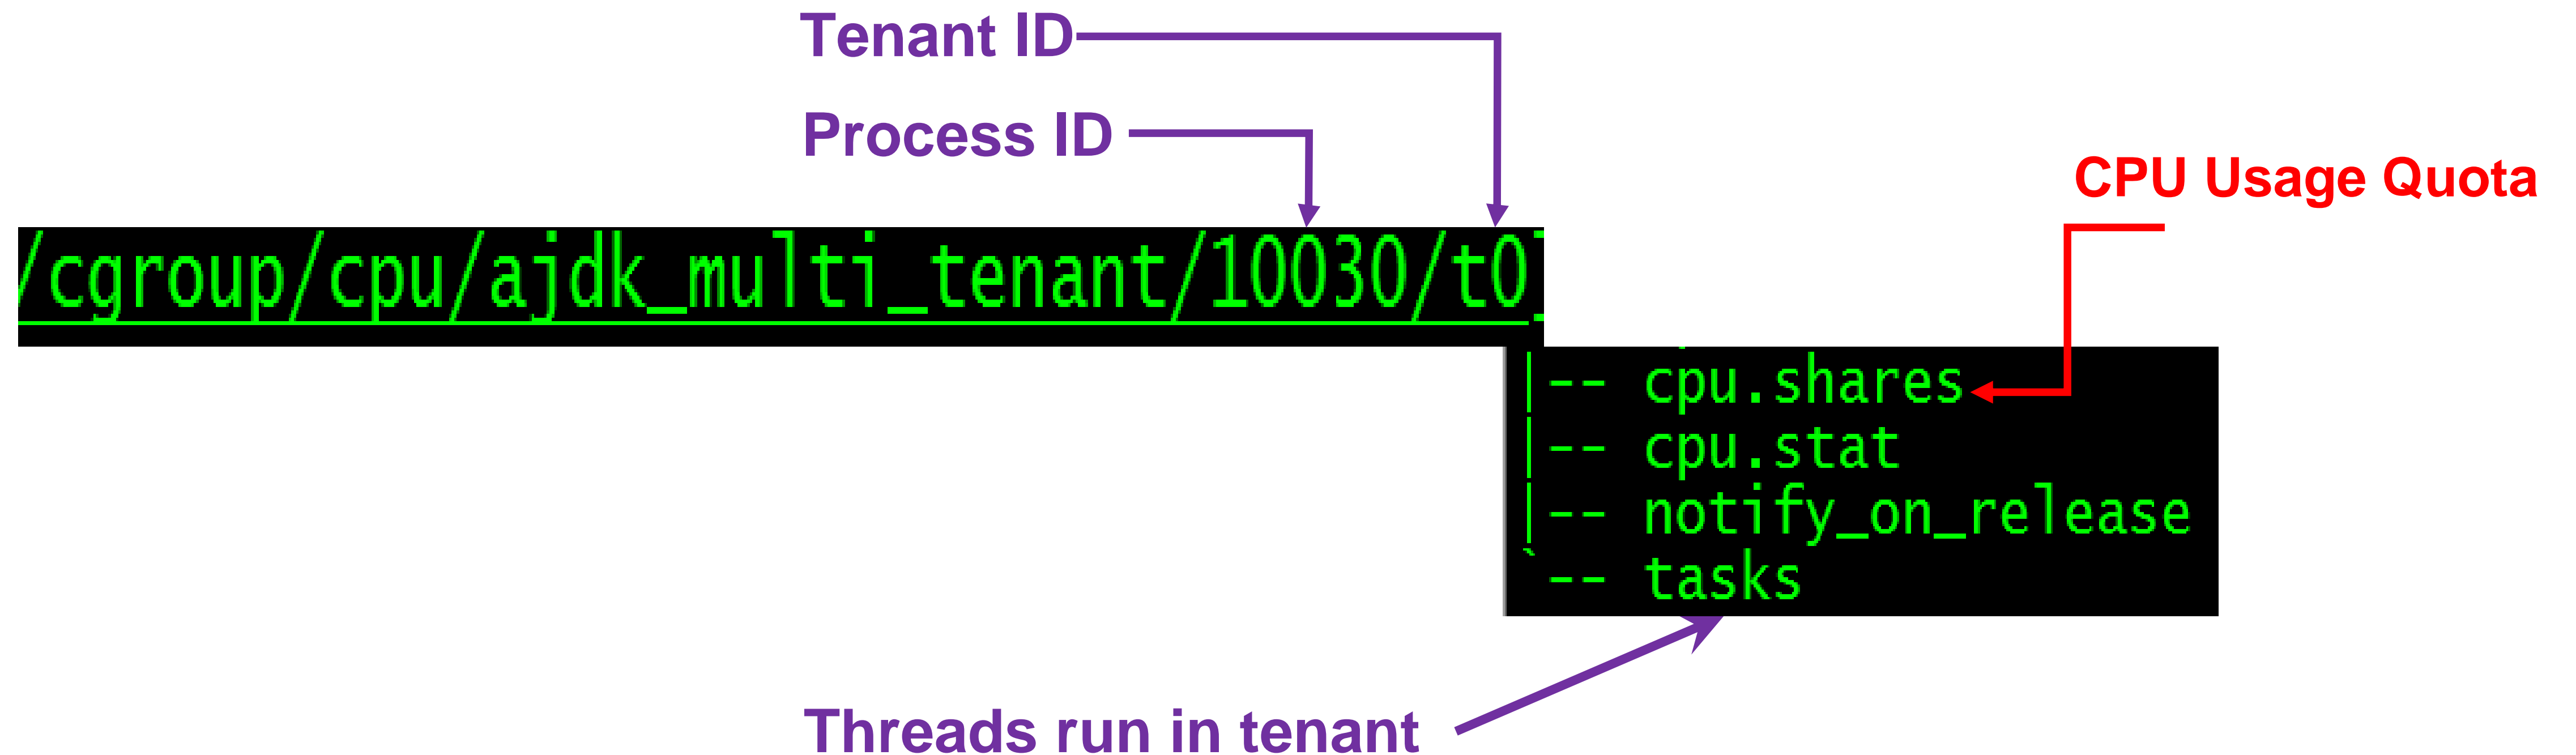 Tenant ID
Process ID
CPU Usage Quota
/cgroup/cpu/ajdk_multi_tenant/10030/t0
|-- cpu.shares
|-- cpu.stat
|-- notify_on_release
`-- tasks
Threads run in tenant